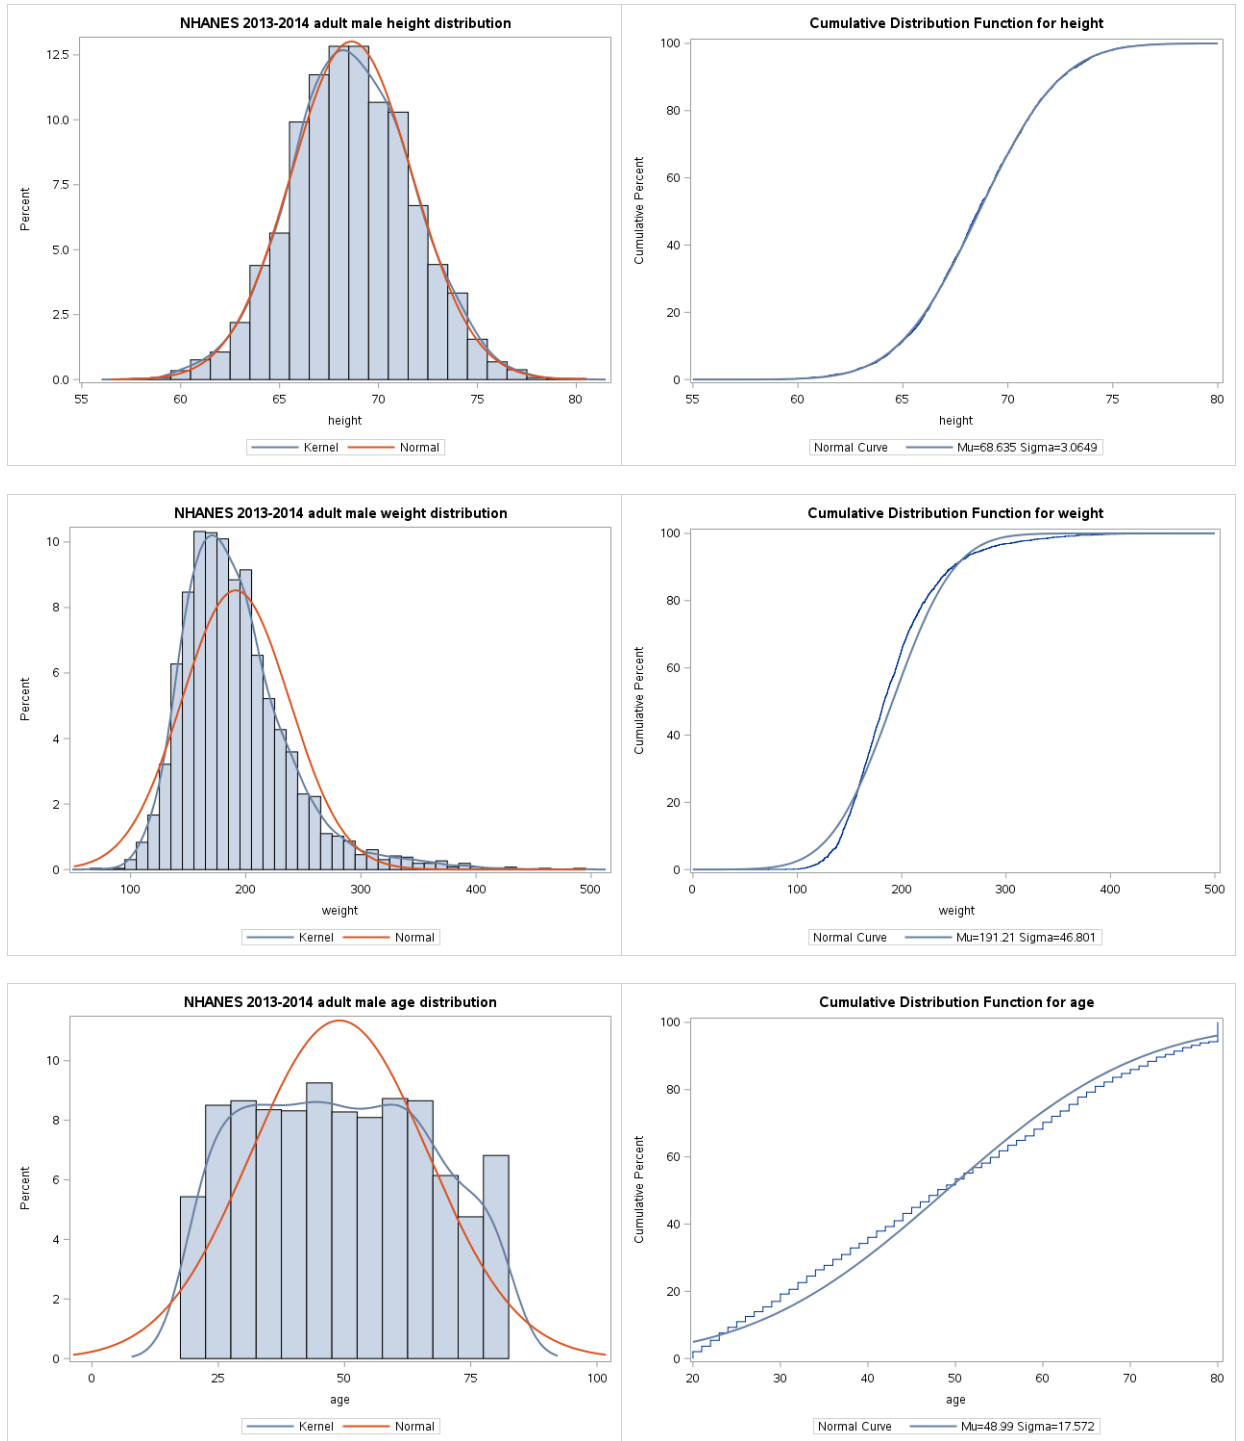 NHANES 2013-2014 adult male height distribution
12.5
10.0
7.5
5.0
2.5
0.0
Percent
55 60 65 70 75 80
height
Kernel Normal
Cumulative Distribution Function for height
100
80
60
40
20
0
Cumulative Percent
55 60 65 70 75 80
height
Normal Curve Mu=68.635 Sigma=3.0649
NHANES 2013-2014 adult male weight distribution
10
8
6
4
2
0
Percent
100 200 300 400 500
weight
Kernel Normal
Cumulative Distribution Function for weight
100
80
60
40
20
0
Cumulative Percent
0 100 200 300 400 500
weight
Normal Curve Mu=191.21 Sigma=46.801
NHANES 2013-2014 adult male age distribution
10
8
6
4
2
0
Percent
0 25 50 75 100
age
Kernel Normal
Cumulative Distribution Function for age
100
80
60
40
20
0
Cumulative Percent
20 30 40 50 60 70 80
age
Normal Curve Mu=48.99 Sigma=17.572